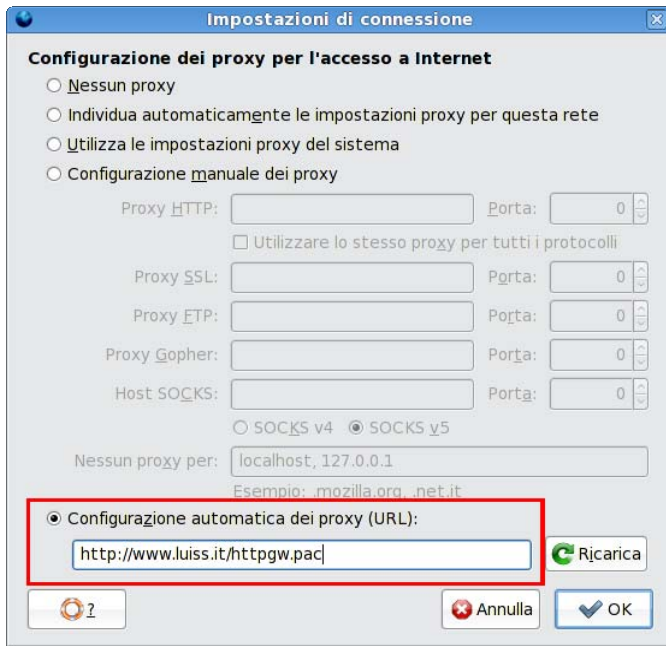 Impostazioni di connessione
Configurazione dei proxy per l'accesso a Internet
Nessun proxy
Individua automaticamente le impostazioni proxy per questa rete
Utilizza le impostazioni proxy del sistema
Configurazione manuale dei proxy
Proxy HTTP: Porta: 0
Utilizzare lo stesso proxy per tutti i protocolli
Proxy SSL: Porta: 0
Proxy FTP: Porta: 0
Proxy Gopher: Porta: 0
Host SOCKS: Porta: 0
SOCKS v4 SOCKS v5
Nessun proxy per: localhost, 127.0.0.1
Esempio: .mozilla.org, .net.it
Configurazione automatica dei proxy (URL):
http://www.luiss.it/httpgw.pac Ricarica
? Annulla OK